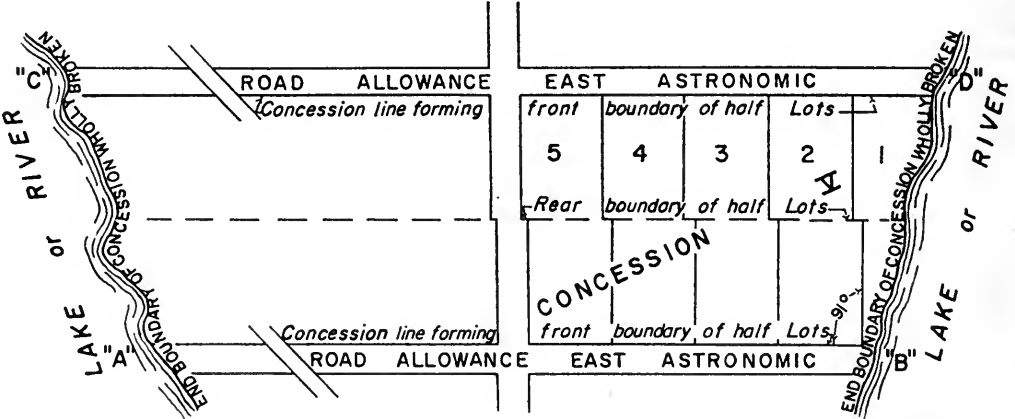 END BOUNDARY OF CONCESSION WHOLLY BROKEN
"C"
ROAD ALLOWANCE EAST ASTRONOMIC
"D"
END BOUNDARY OF CONCESSION WHOLLY BROKEN
Concession line forming front boundary of half Lots
5 4 3 2 1
V
LAKE or RIVER
LAKE or RIVER
Rear boundary of half Lots
CONCESSION
91°
Concession line forming front boundary of half Lots
"A"
ROAD ALLOWANCE EAST ASTRONOMIC
"B"